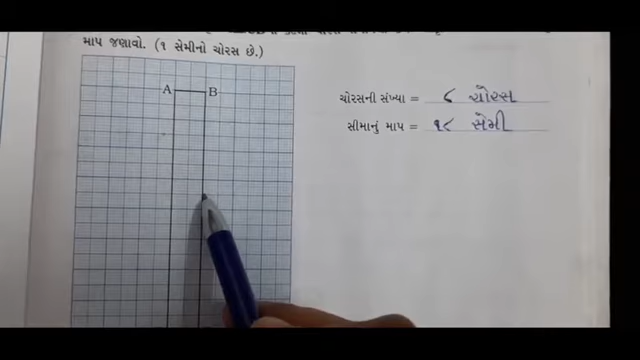 માપ જણાવો. (૧ સેમીનો ચોરસ છે.)
A B
ચોરસની સંખ્યા = ૮ ચોરસ
સીમાનું માપ = ૧૮ સેમી